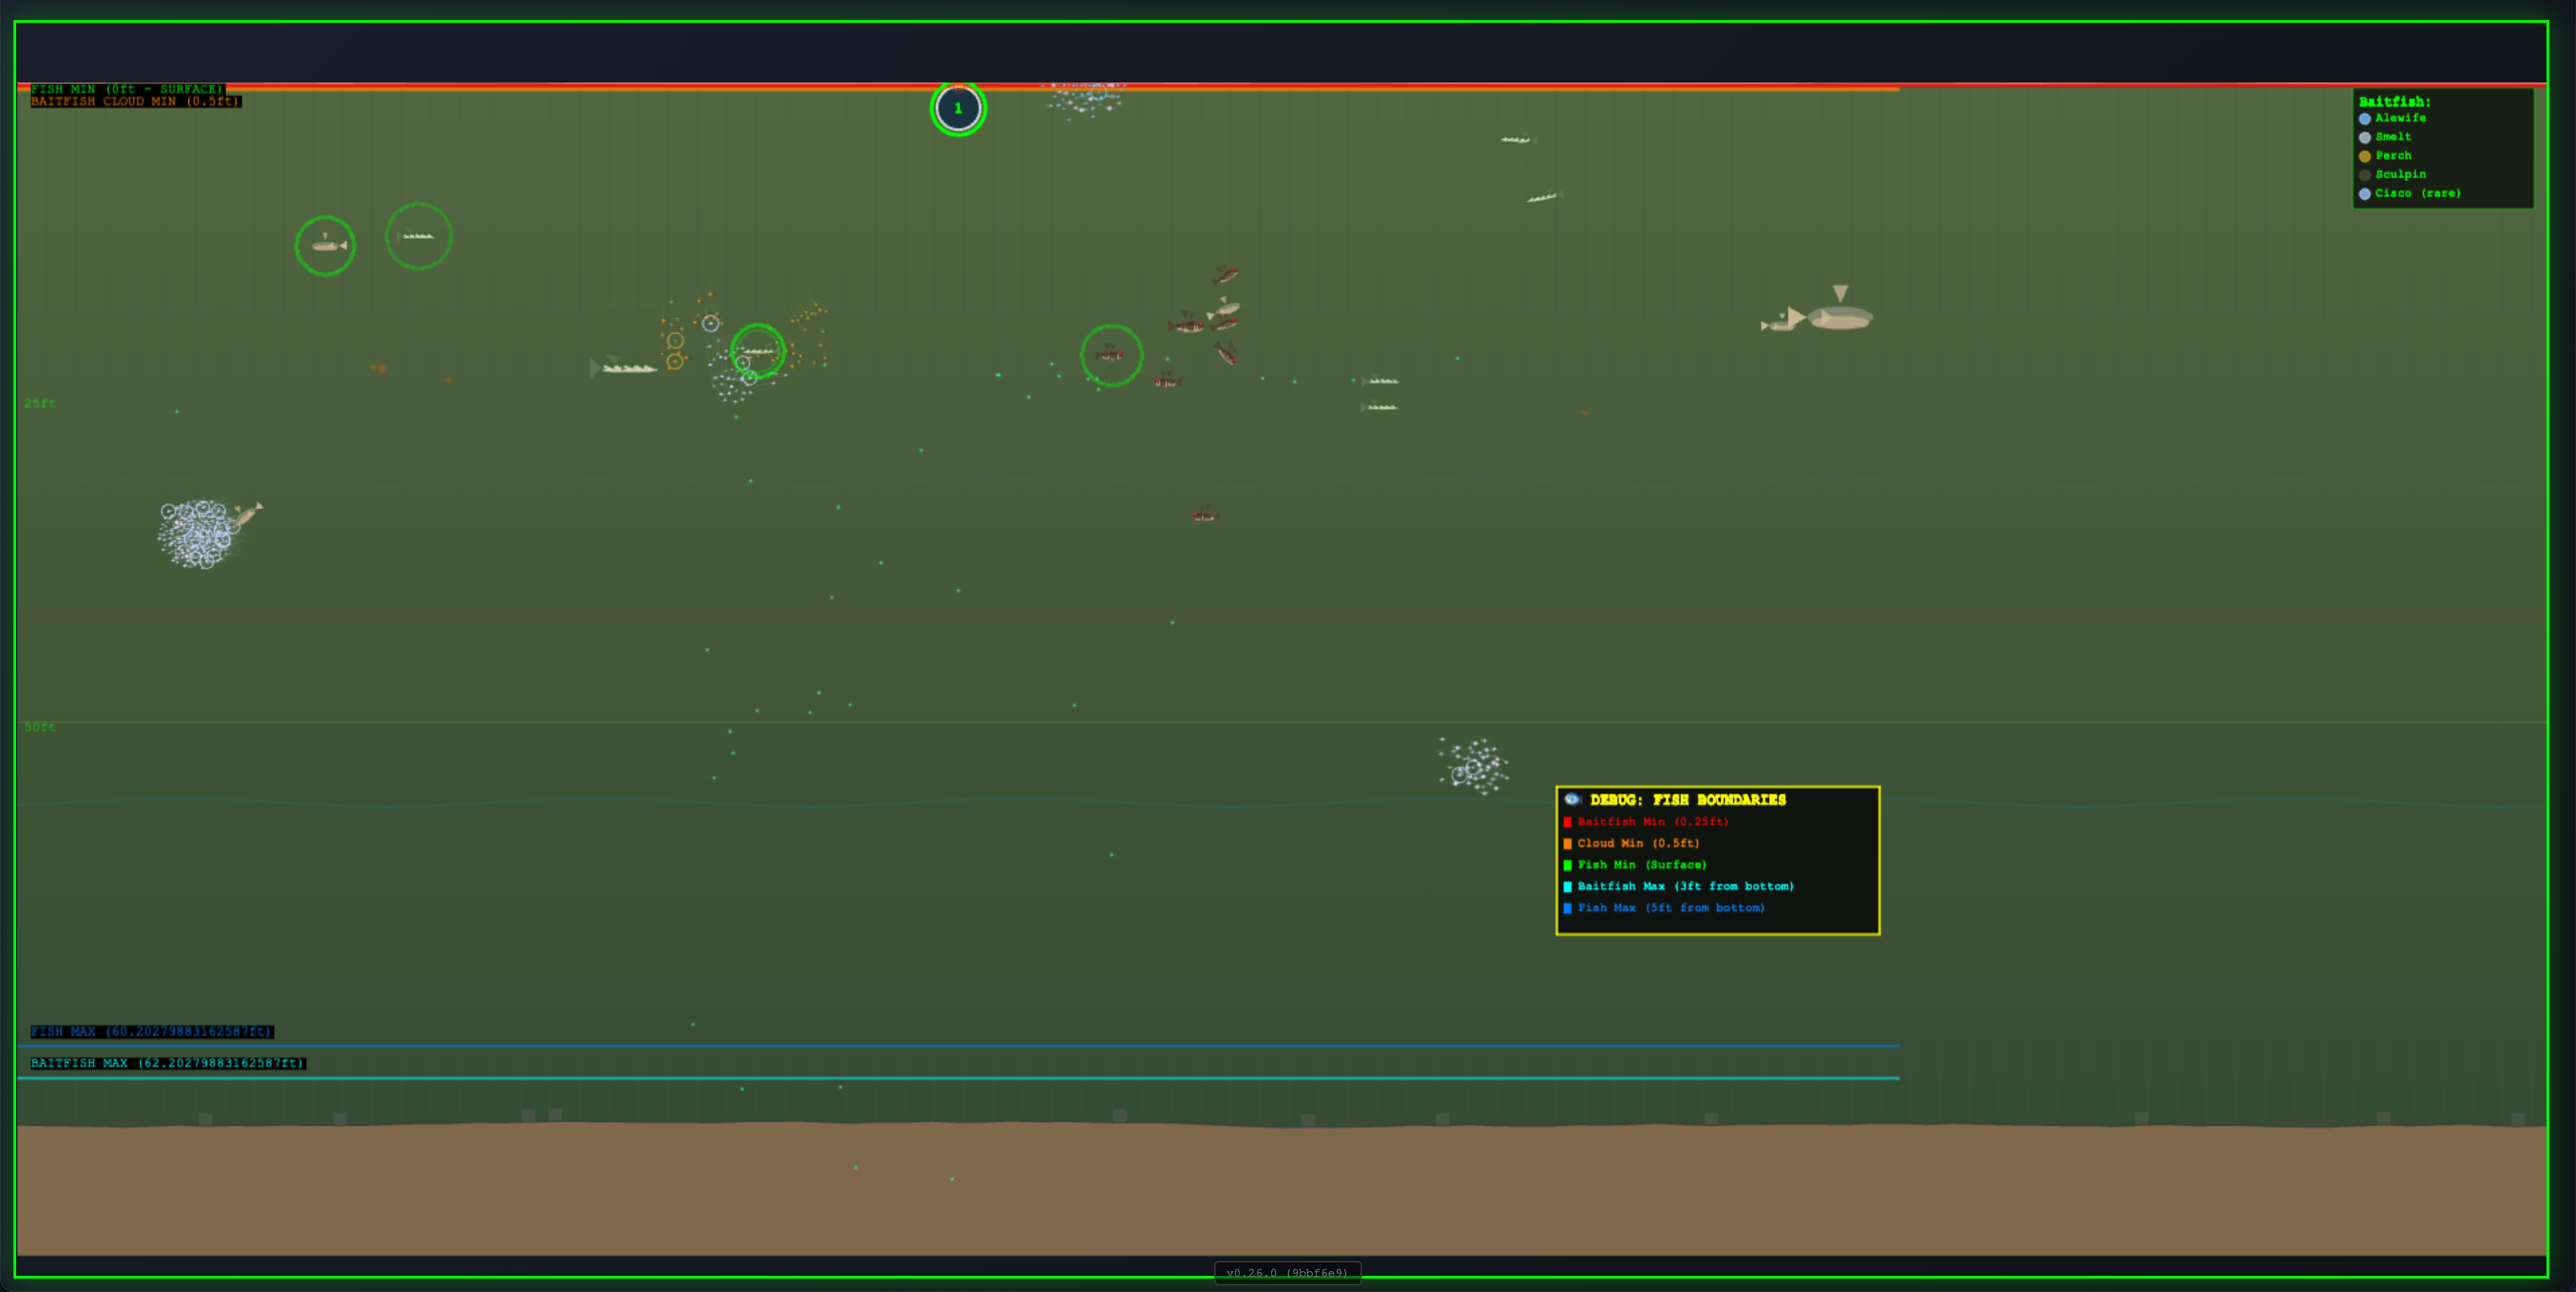 FISH MIN (0ft - SURFACE)
BAITFISH CLOUD MIN (0.5ft)
1
Baitfish:
Alewife
Smelt
Perch
Sculpin
Cisco (rare)
25ft
50ft
DEBUG: FISH BOUNDARIES
Baitfish Min (0.25ft)
Cloud Min (0.5ft)
Fish Min (Surface)
Baitfish Max (3ft from bottom)
Fish Max (5ft from bottom)
FISH MAX (60.20279883162587ft)
BAITFISH MAX (62.20279883162587ft)
v0.26.0 (9bbf6e9)